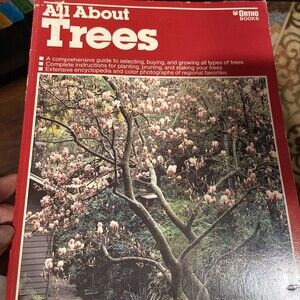 All About
Trees
ORTHO
BOOKS
A comprehensive guide to selecting, buying, and growing all types of trees
Complete instructions for planting, pruning, and staking your trees
Extensive encyclopedia and color photographs of regional favorites